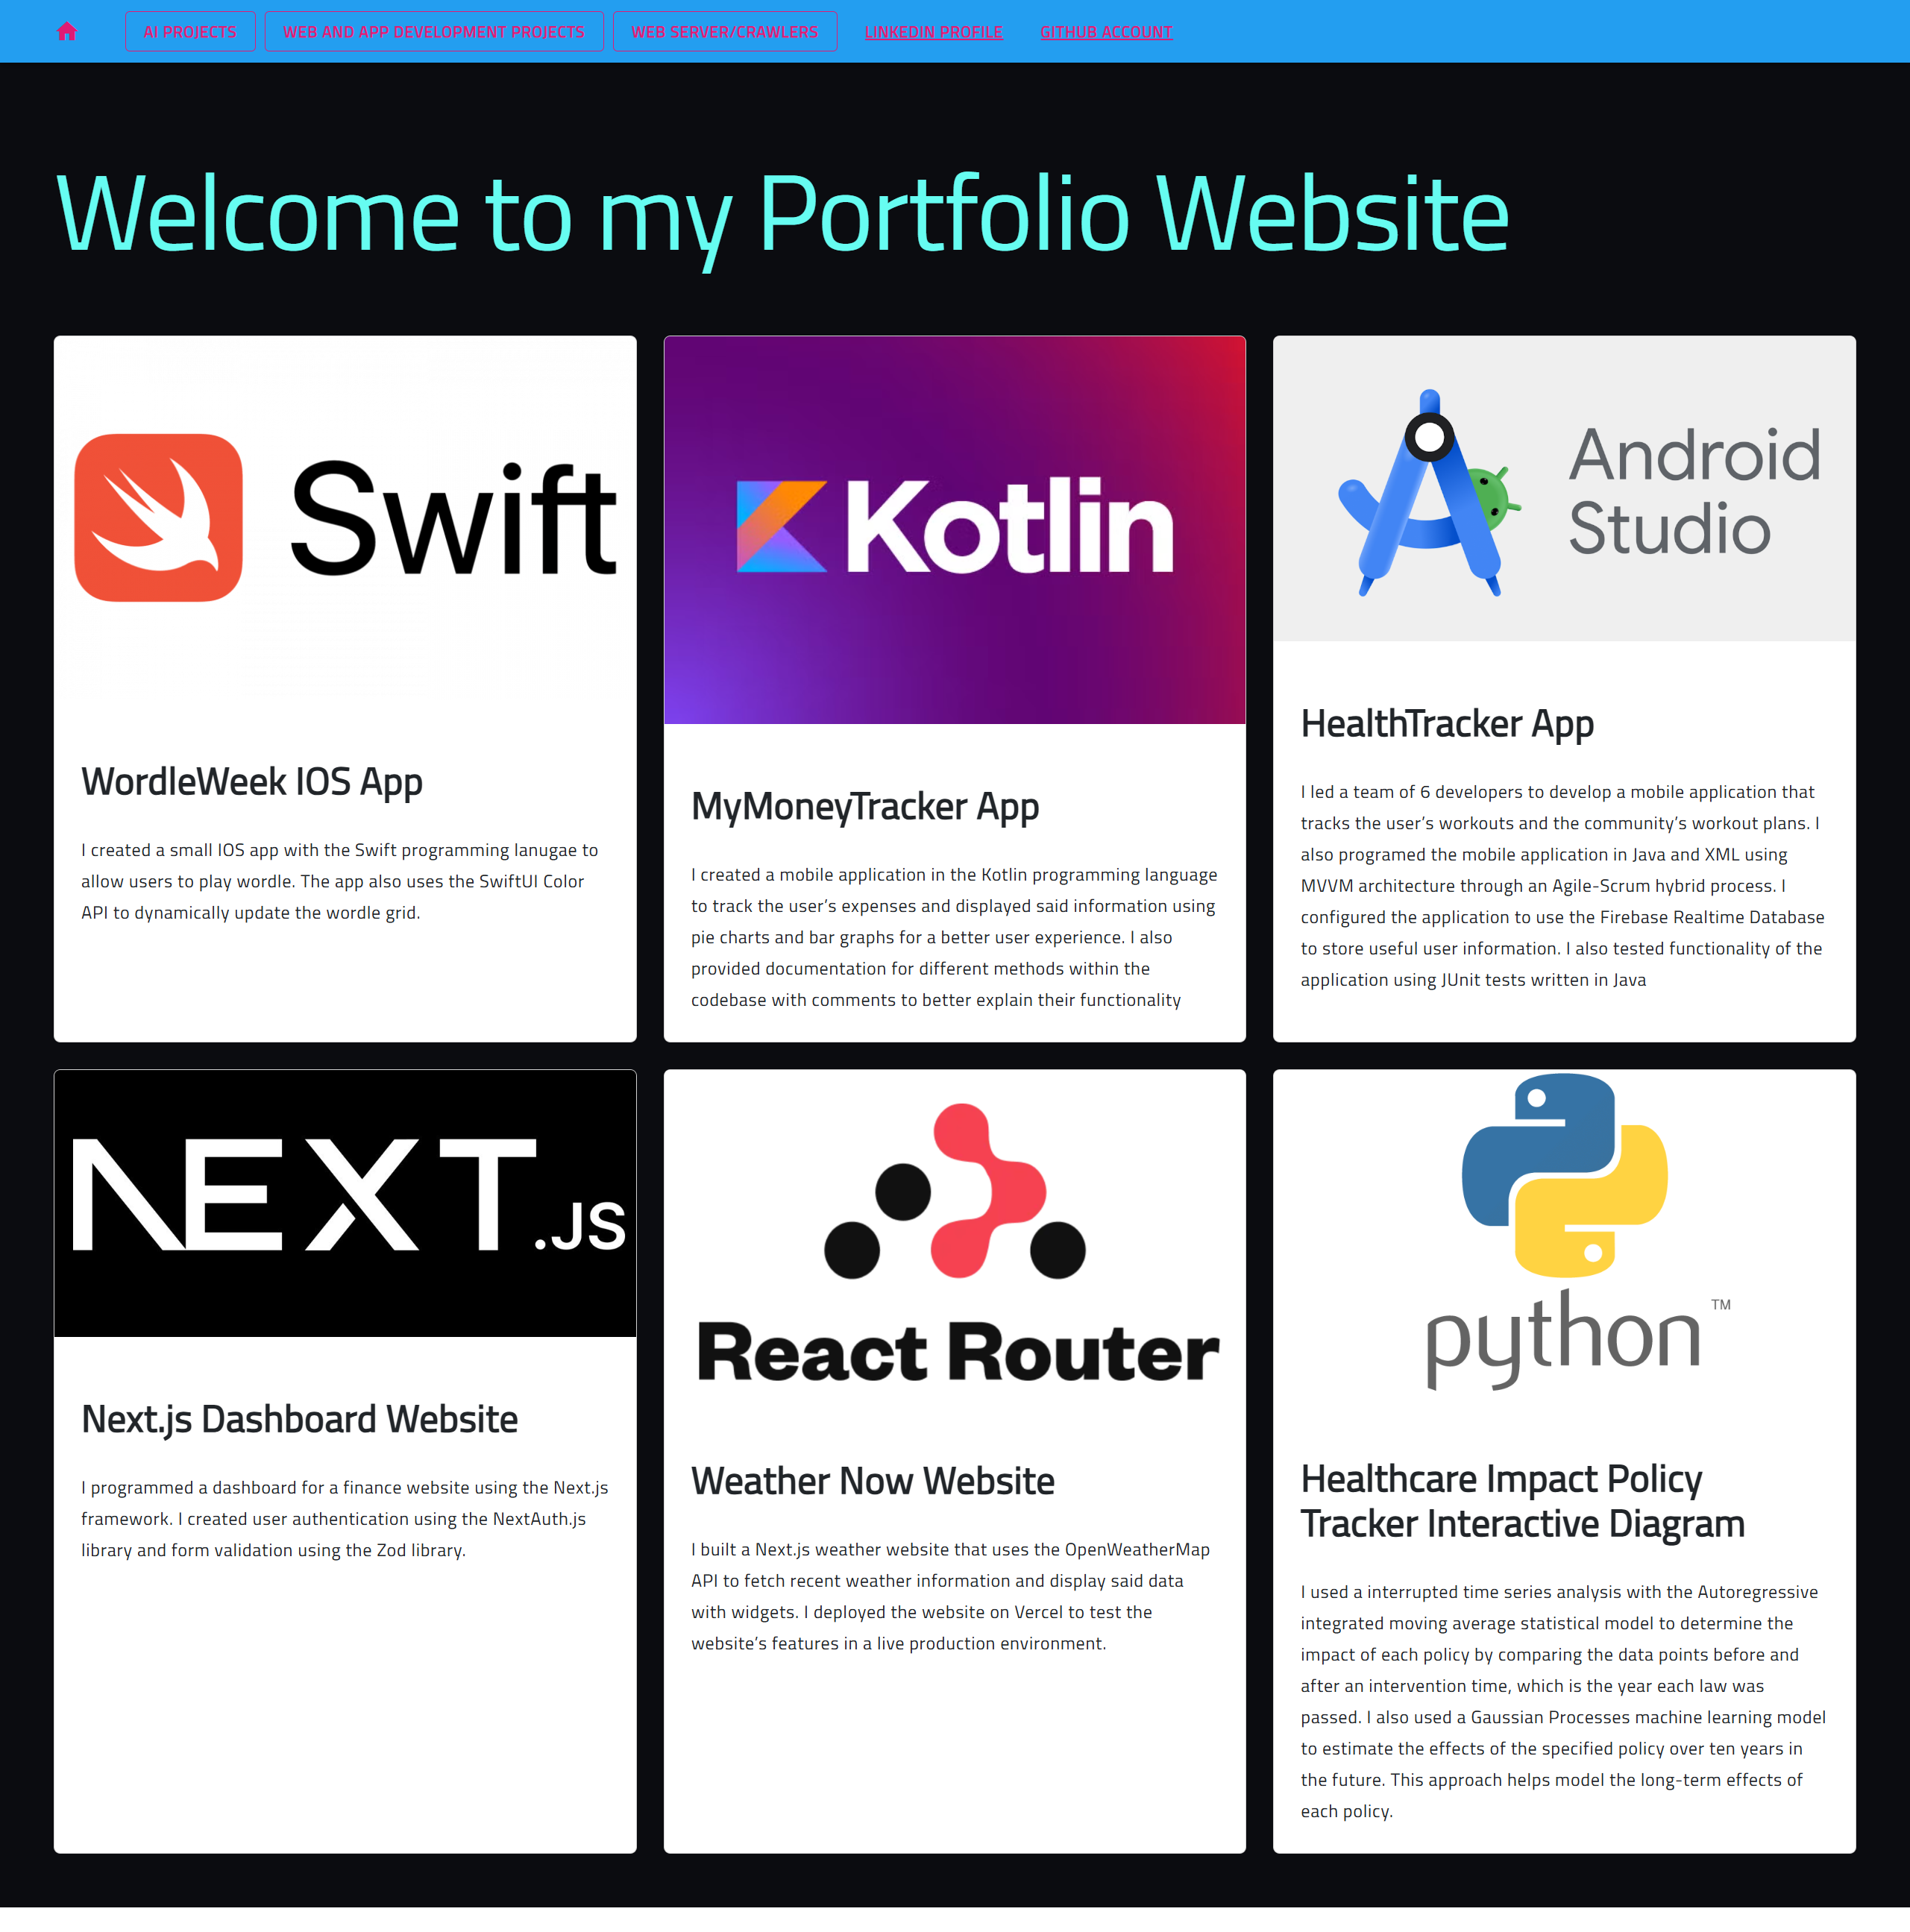 AI PROJECTS
WEB AND APP DEVELOPMENT PROJECTS
WEB SERVER/CRAWLERS
LINKEDIN PROFILE
GITHUB ACCOUNT
Welcome to my Portfolio Website
Swift
WordleWeek IOS App
I created a small IOS app with the Swift programming lanugae to
allow users to play wordle. The app also uses the SwiftUI Color
API to dynamically update the wordle grid.
Kotlin
MyMoneyTracker App
I created a mobile application in the Kotlin programming language
to track the user's expenses and displayed said information using
pie charts and bar graphs for a better user experience. I also
provided documentation for different methods within the
codebase with comments to better explain their functionality
Android
Studio
HealthTracker App
I led a team of 6 developers to develop a mobile application that
tracks the user's workouts and the community's workout plans. I
also programed the mobile application in Java and XML using
MVVM architecture through an Agile-Scrum hybrid process. I
configured the application to use the Firebase Realtime Database
to store useful user information. I also tested functionality of the
application using JUnit tests written in Java
NEXT.JS
Next.js Dashboard Website
I programmed a dashboard for a finance website using the Next.js
framework. I created user authentication using the NextAuth.js
library and form validation using the Zod library.
React Router
Weather Now Website
I built a Next.js weather website that uses the OpenWeatherMap
API to fetch recent weather information and display said data
with widgets. I deployed the website on Vercel to test the
website's features in a live production environment.
python™
Healthcare Impact Policy
Tracker Interactive Diagram
I used a interrupted time series analysis with the Autoregressive
integrated moving average statistical model to determine the
impact of each policy by comparing the data points before and
after an intervention time, which is the year each law was
passed. I also used a Gaussian Processes machine learning model
to estimate the effects of the specified policy over ten years in
the future. This approach helps model the long-term effects of
each policy.